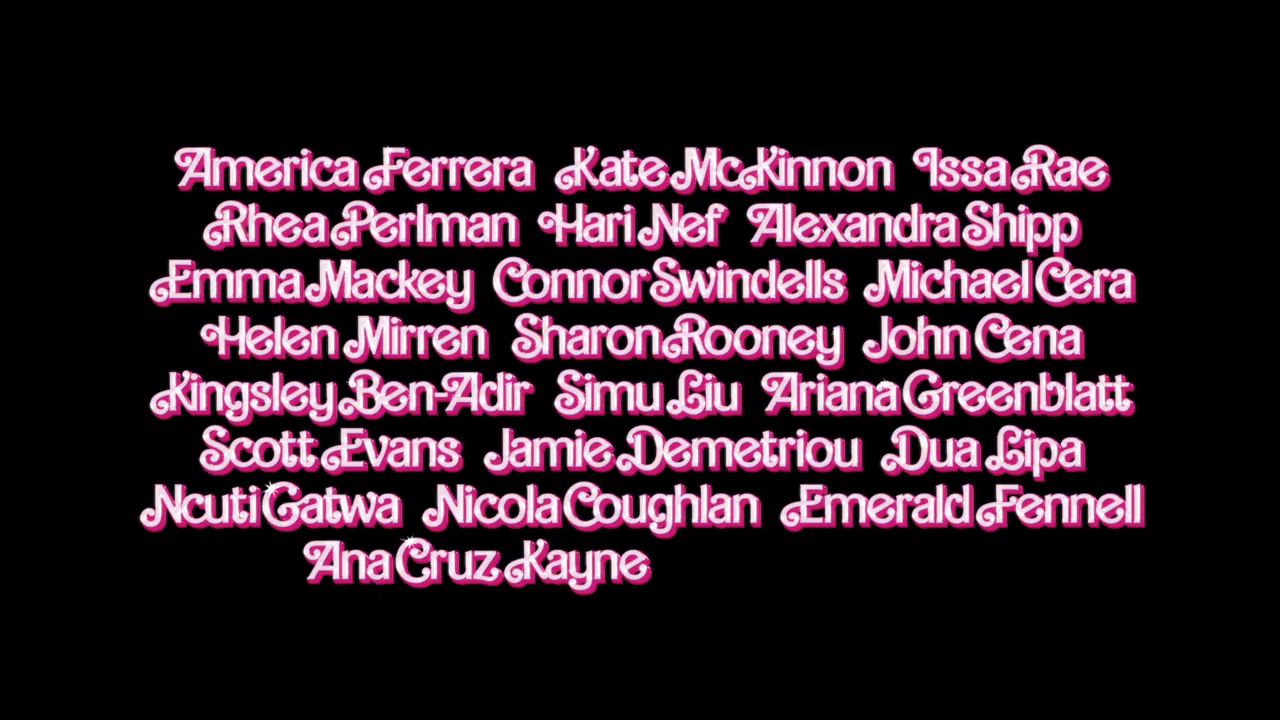 America Ferrera Kate McKinnon Issa Rae
Rhea Perlman Hari Nef Alexandra Shipp
Emma Mackey Connor Swindells Michael Cera
Helen Mirren Sharon Rooney John Cena
Kingsley Ben-Adir Simu Liu Ariana Greenblatt
Scott Evans Jamie Demetriou Dua Lipa
Ncuti Gatwa Nicola Coughlan Emerald Fennell
Ana Cruz Kayne